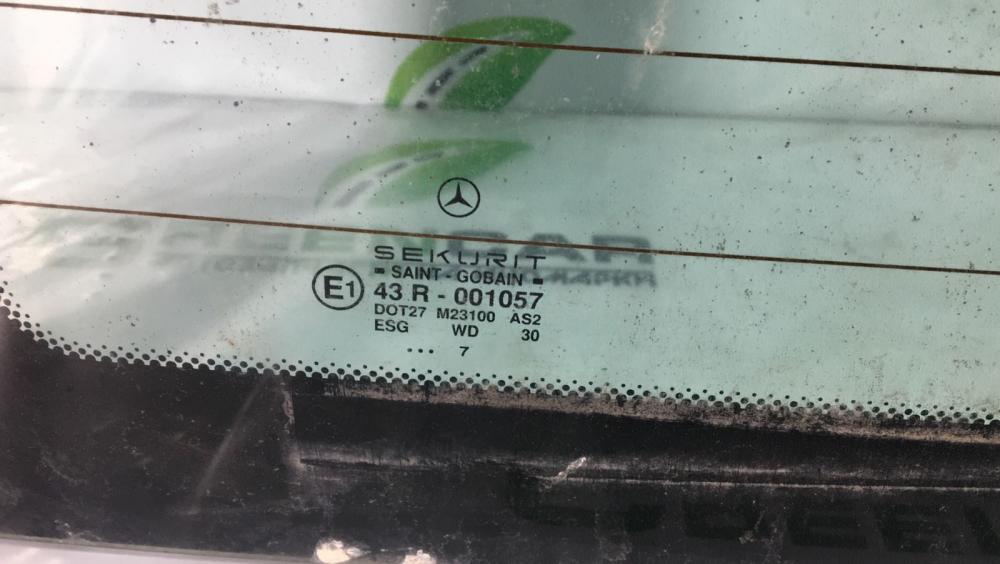 SEKURIT
SAINT-GOBAIN
E1
43 R - 001057
DOT27 M23100 AS2
ESG WD 30
... 7